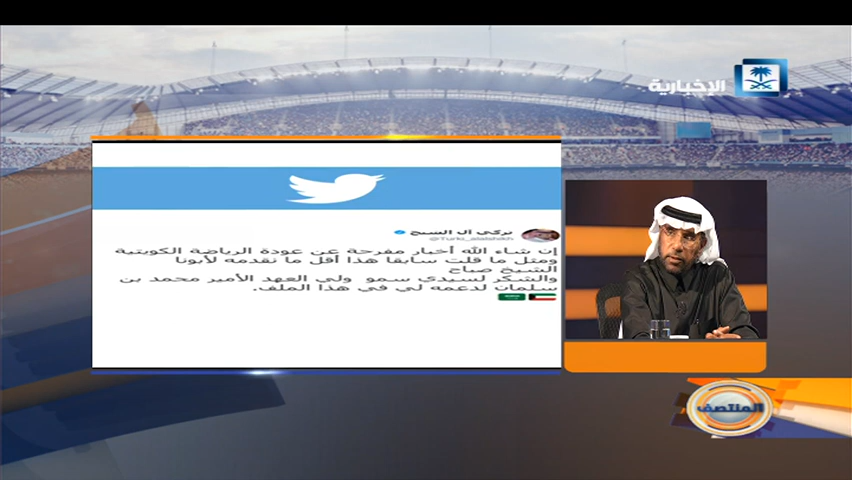 الإخبارية
تركي آل الشيخ
@Turki_alalshikh
إن شاء الله أخبار مفرحة عن عودة الرياضة الكويتية
ومثل ما قلت سابقا هذا أقل ما نقدمه لأبونا
الشيخ صباح
والشكر لسيدي سمو ولي العهد الأمير محمد بن
سلمان لدعمه لي في هذا الملف.
المنتصف